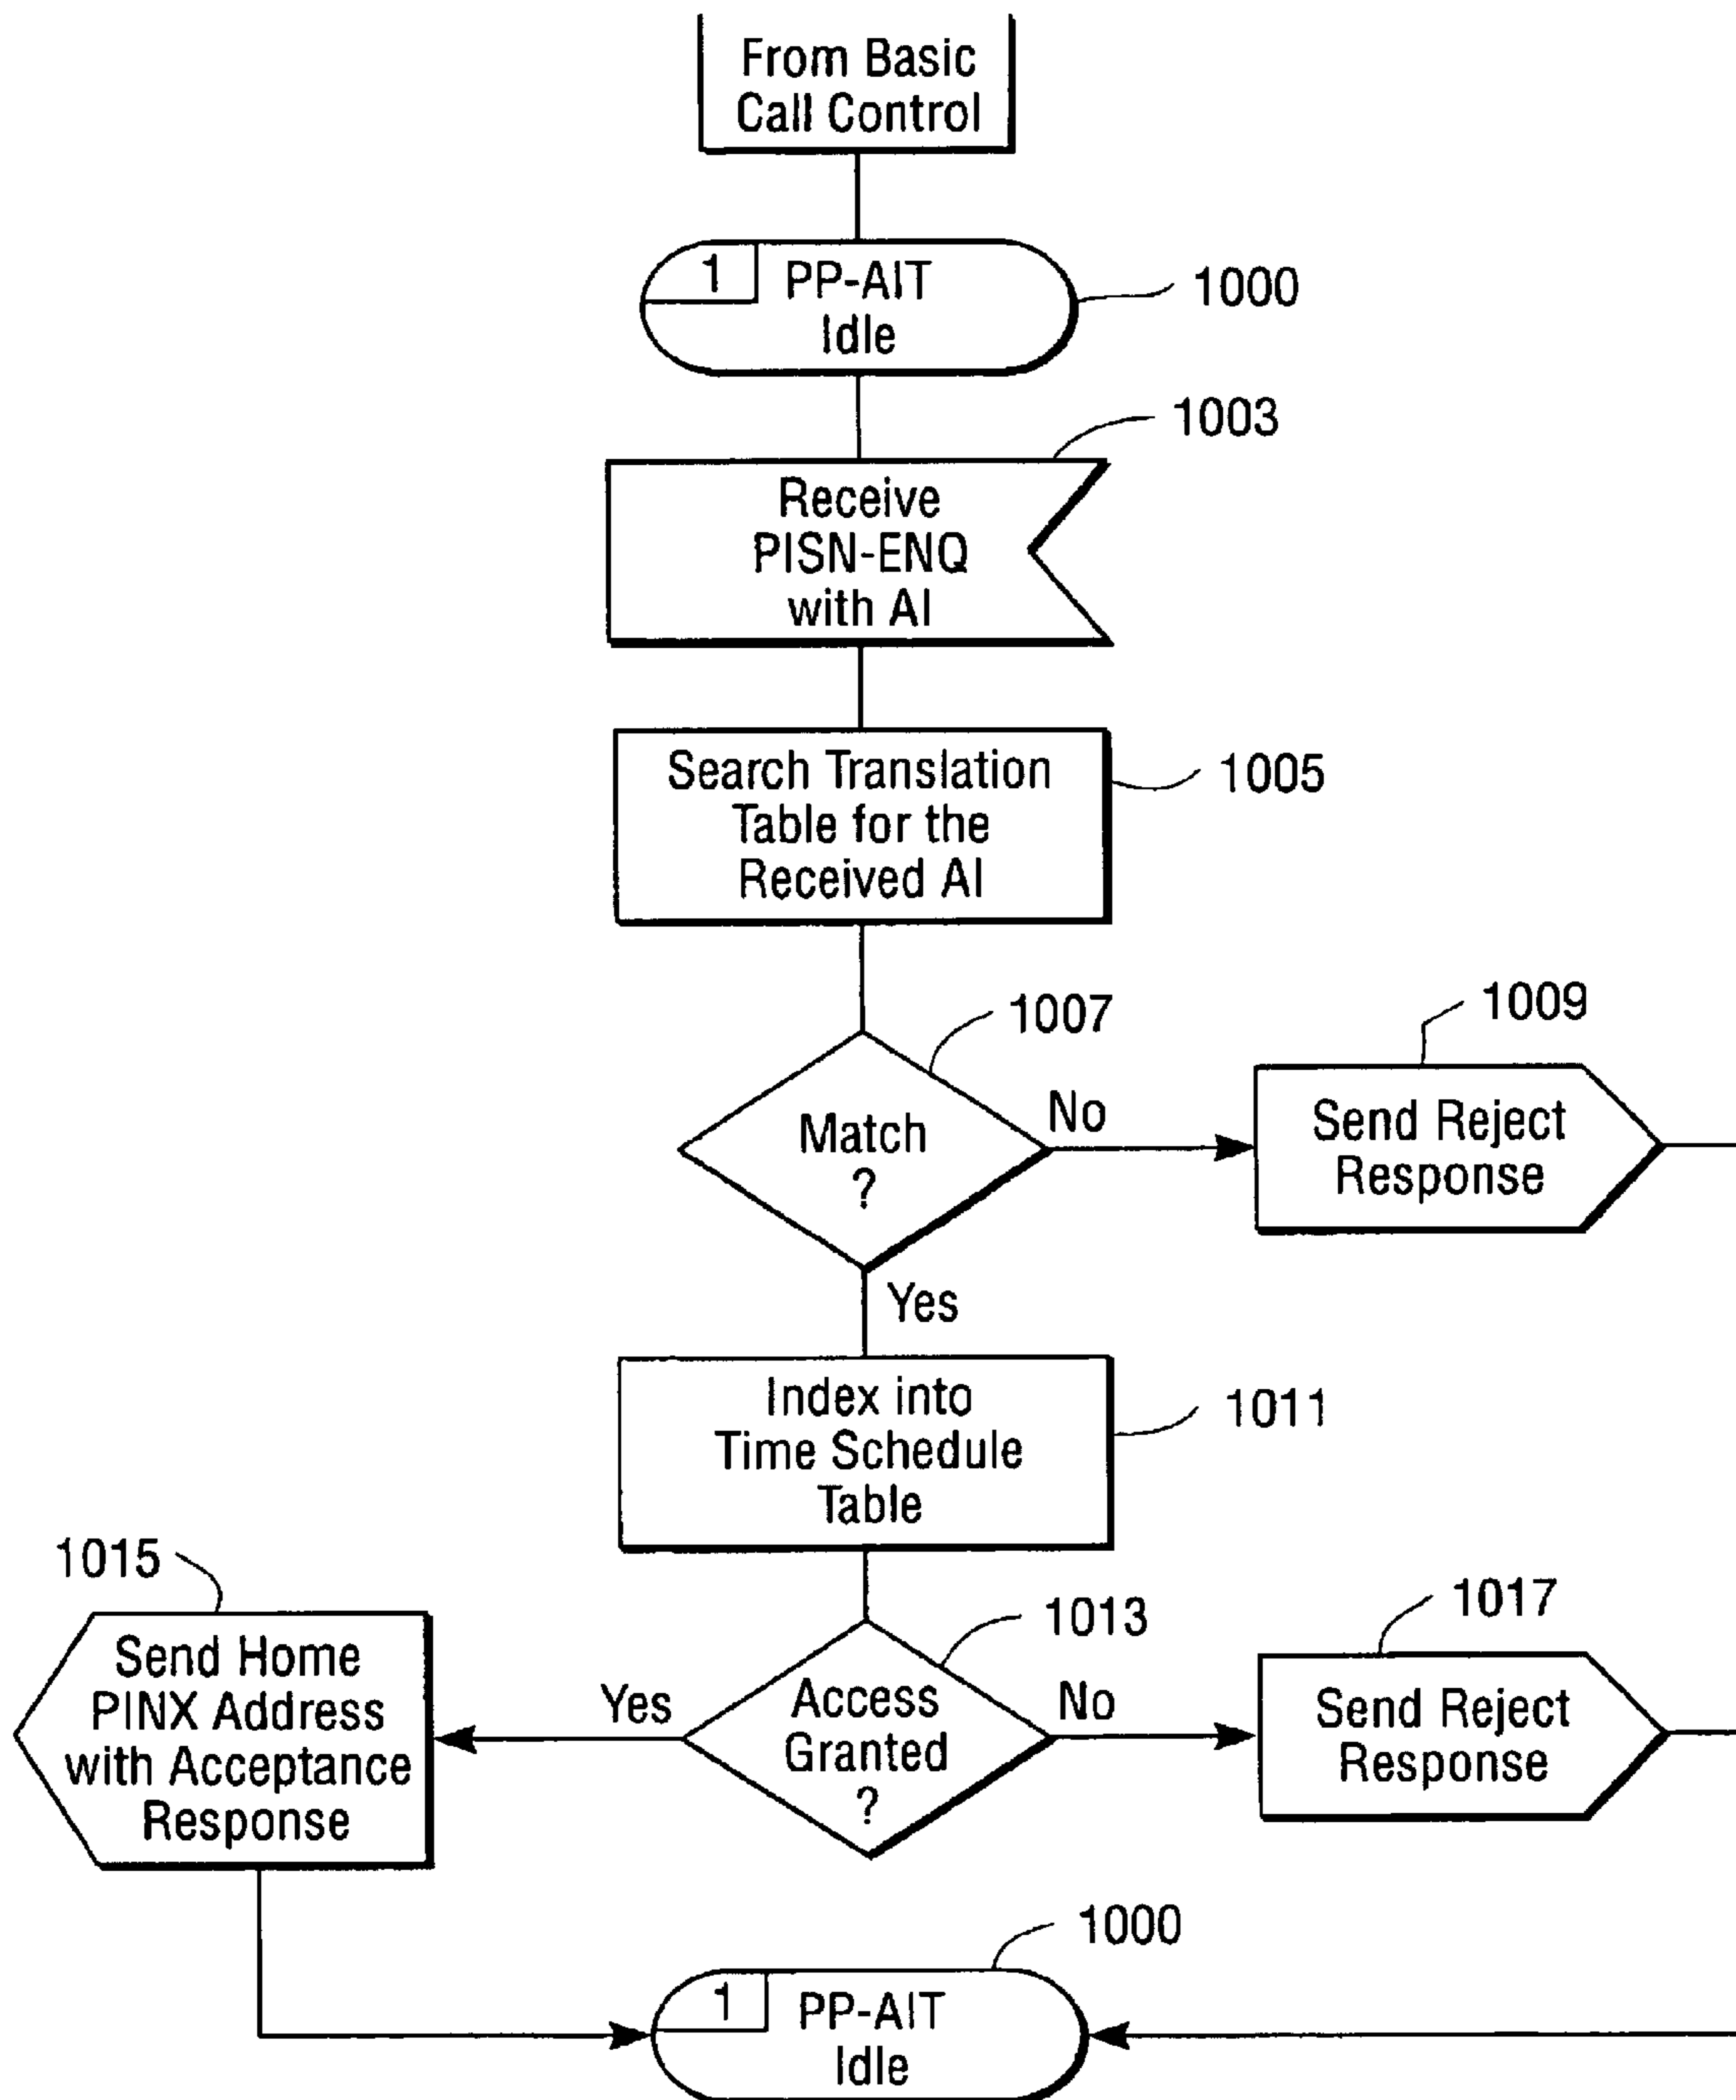 From Basic
Call Control
1
PP-AIT
Idle
1000
1003
Receive
PISN-ENQ
with AI
Search Translation
Table for the
Received AI
1005
1007
Match
?
No
1009
Send Reject
Response
Yes
Index into
Time Schedule
Table
1011
1015
Send Home
PINX Address
with Acceptance
Response
Yes
1013
Access
Granted
?
No
1017
Send Reject
Response
1000
1
PP-AIT
Idle